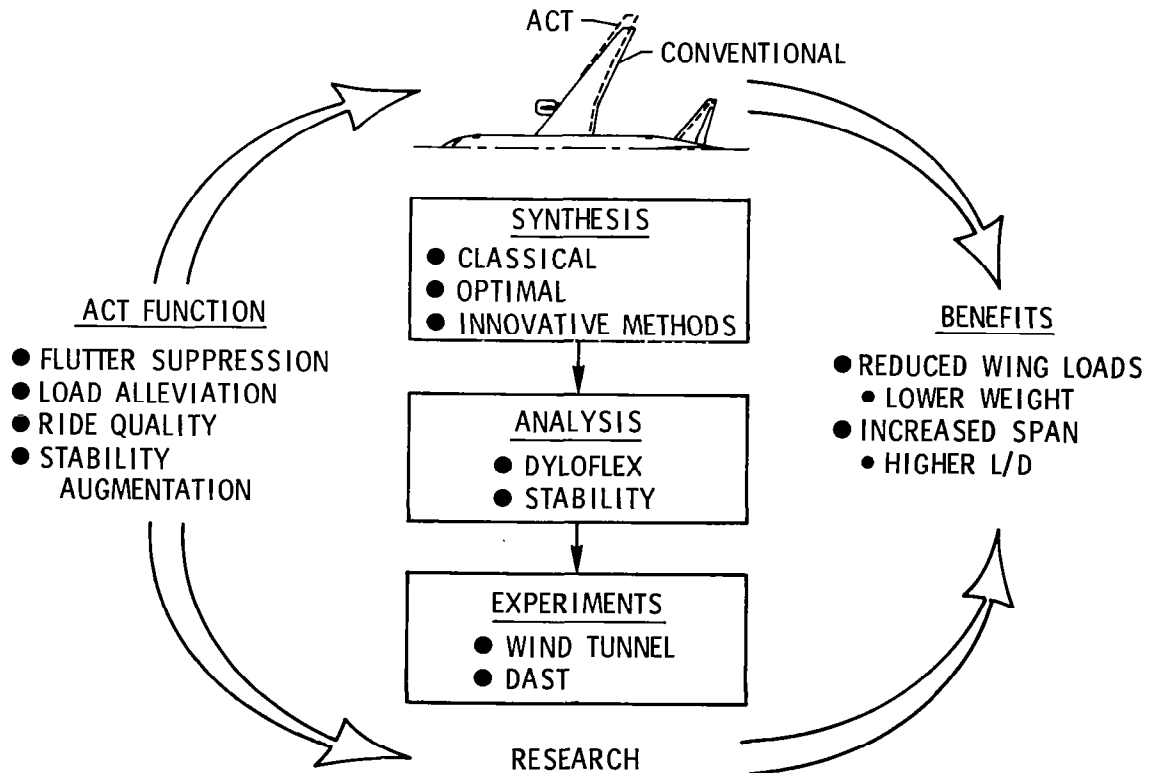 ACT
CONVENTIONAL
SYNTHESIS
● CLASSICAL
● OPTIMAL
● INNOVATIVE METHODS
ACT FUNCTION
● FLUTTER SUPPRESSION
● LOAD ALLEVIATION
● RIDE QUALITY
● STABILITY
AUGMENTATION
ANALYSIS
● DYLOFLEX
● STABILITY
EXPERIMENTS
● WIND TUNNEL
● DAST
RESEARCH
BENEFITS
● REDUCED WING LOADS
● LOWER WEIGHT
● INCREASED SPAN
● HIGHER L/D